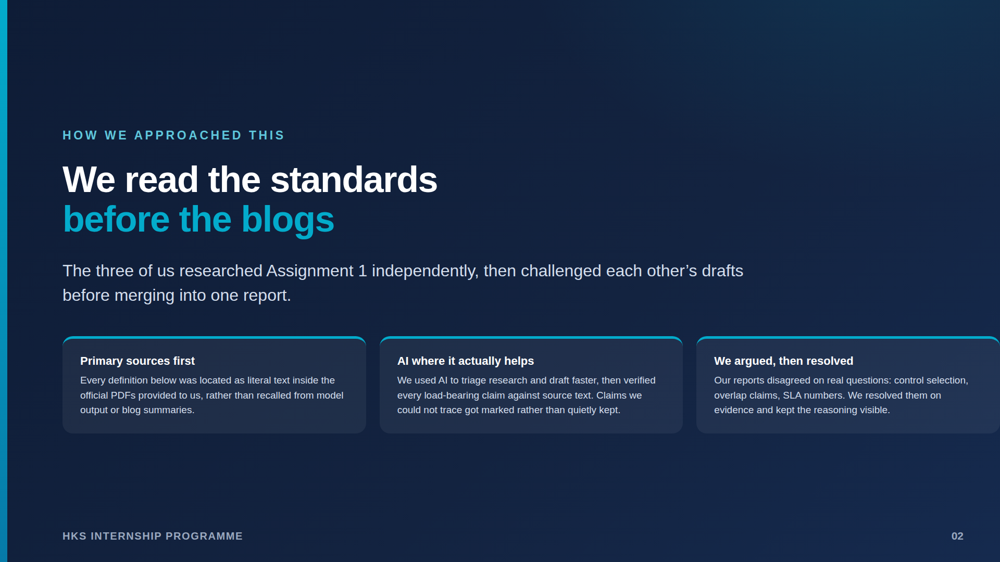 HOW WE APPROACHED THIS
We read the standards
before the blogs
The three of us researched Assignment 1 independently, then challenged each other’s drafts
before merging into one report.
Primary sources first
Every definition below was located as literal text inside the
official PDFs provided to us, rather than recalled from model
output or blog summaries.
AI where it actually helps
We used AI to triage research and draft faster, then verified
every load-bearing claim against source text. Claims we
could not trace got marked rather than quietly kept.
We argued, then resolved
Our reports disagreed on real questions: control selection,
overlap claims, SLA numbers. We resolved them on
evidence and kept the reasoning visible.
HKS INTERNSHIP PROGRAMME
02